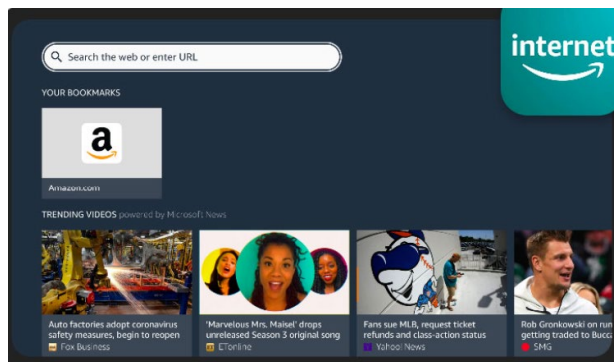 internet
Search the web or enter URL
YOUR BOOKMARKS
a
Amazon.com
TRENDING VIDEOS powered by Microsoft News
Auto factories adopt coronavirus
safety measures, begin to reopen
Fox Business
'Marvelous Mrs. Maisel' drops
unreleased Season 3 original song
ETonline
Fans sue MLB, request ticket
refunds and class-action status
Yahoo! News
Rob Gronkowski on run
getting traded to Bucca
SMG